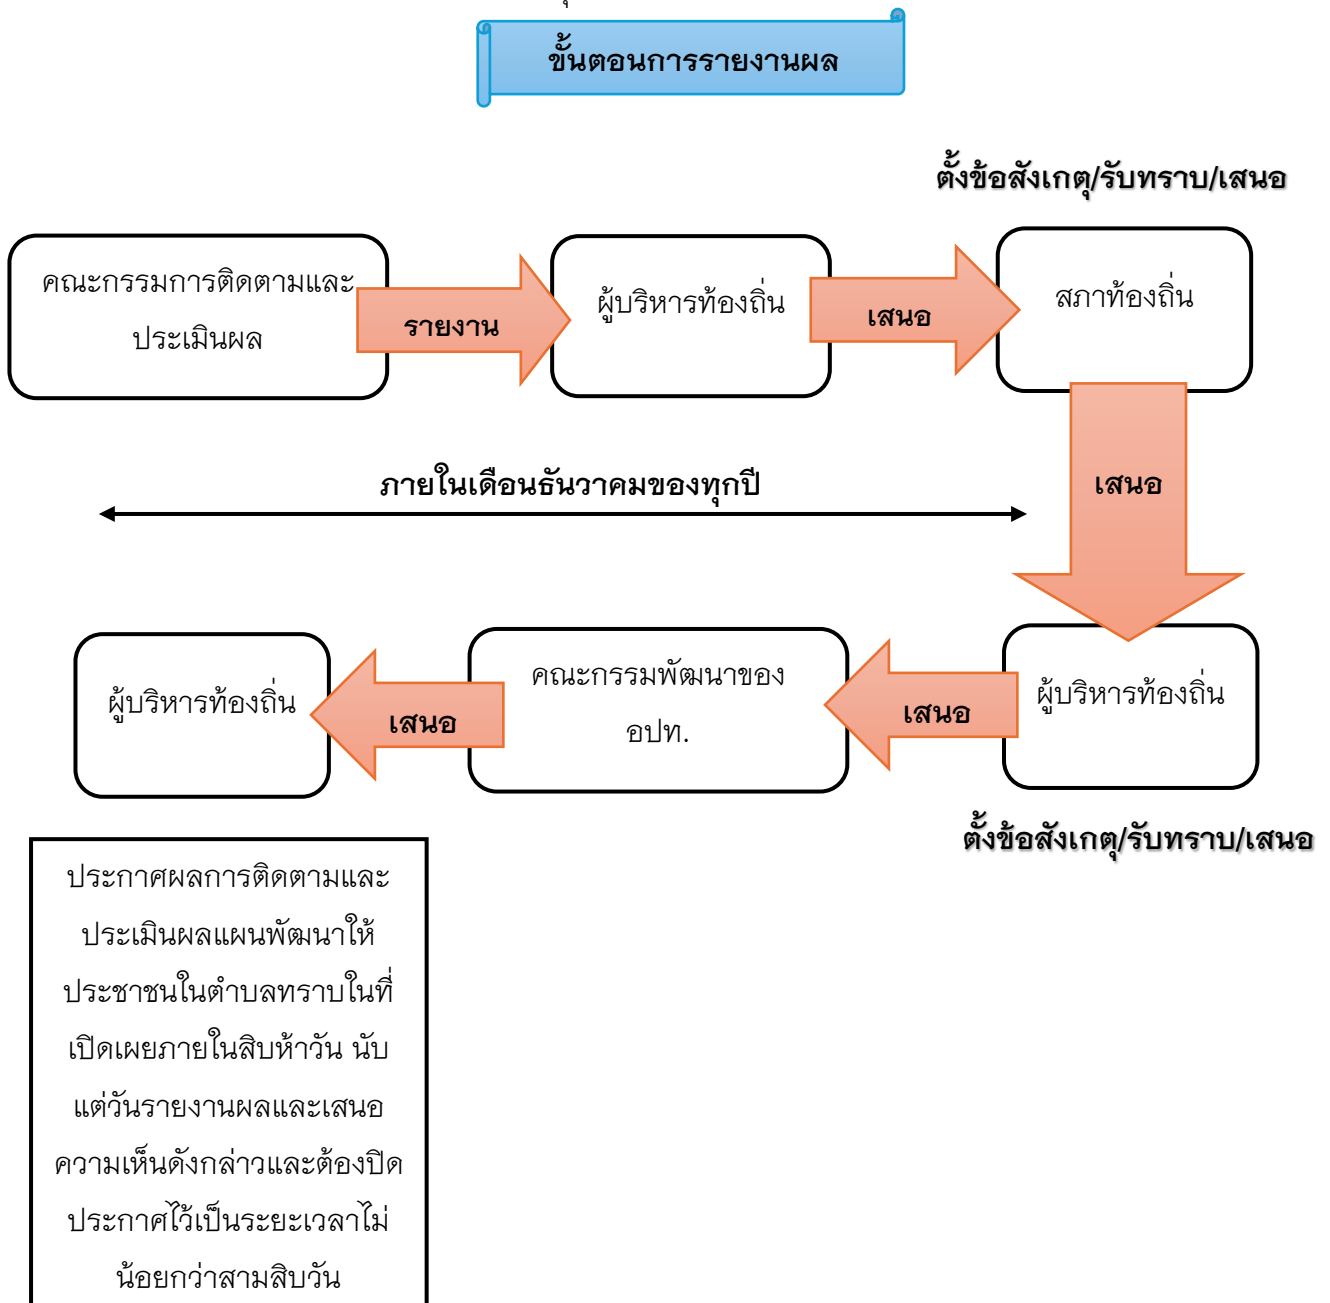 ขั้นตอนการรายงานผล
ตั้งข้อสังเกตุ/รับทราบ/เสนอ
คณะกรรมการติดตามและ
ประเมินผล
รายงาน
ผู้บริหารท้องถิ่น
เสนอ
สภาท้องถิ่น
ภายในเดือนธันวาคมของทุกปี
เสนอ
ผู้บริหารท้องถิ่น
เสนอ
คณะกรรมพัฒนาของ
อปท.
เสนอ
ผู้บริหารท้องถิ่น
ตั้งข้อสังเกตุ/รับทราบ/เสนอ
ประกาศผลการติดตามและ
ประเมินผลแผนพัฒนาให้
ประชาชนในตำบลทราบในที่
เปิดเผยภายในสิบห้าวัน นับ
แต่วันรายงานผลและเสนอ
ความเห็นดังกล่าวและต้องปิด
ประกาศไว้เป็นระยะเวลาไม่
น้อยกว่าสามสิบวัน